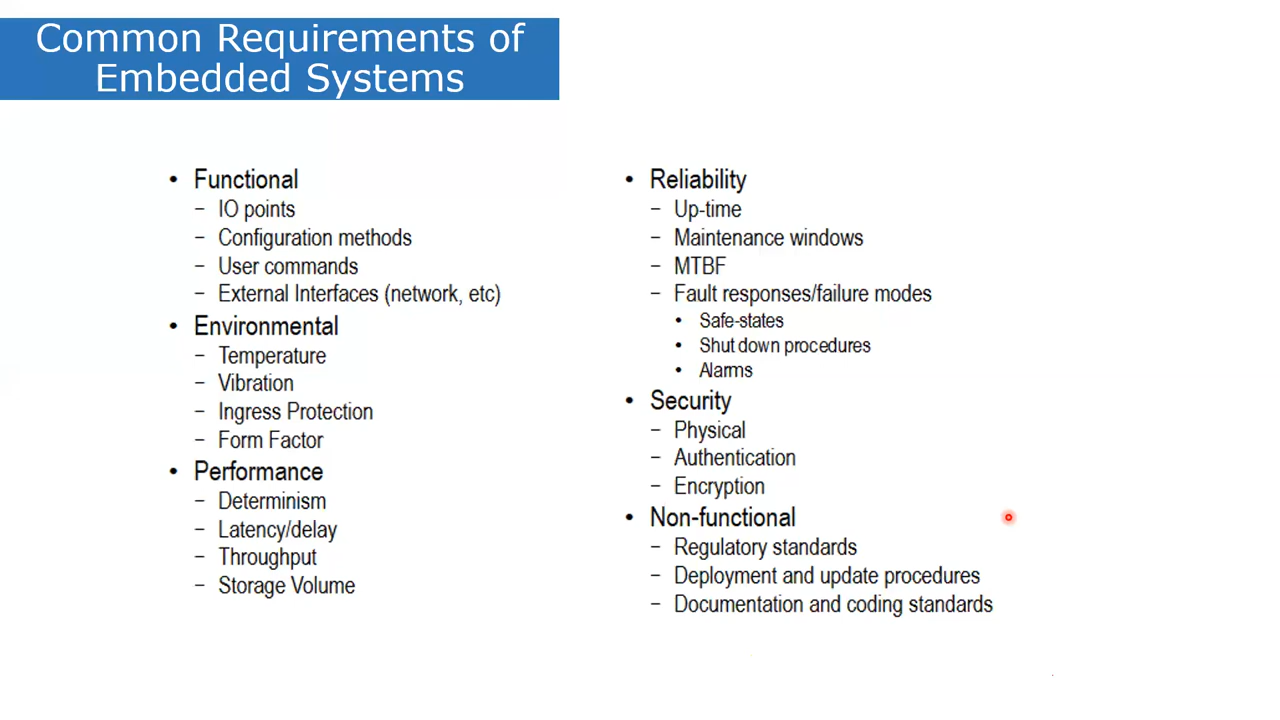 Common Requirements of
Embedded Systems
• Functional
– IO points
– Configuration methods
– User commands
– External Interfaces (network, etc)
• Environmental
– Temperature
– Vibration
– Ingress Protection
– Form Factor
• Performance
– Determinism
– Latency/delay
– Throughput
– Storage Volume
• Reliability
– Up-time
– Maintenance windows
– MTBF
– Fault responses/failure modes
• Safe-states
• Shut down procedures
• Alarms
• Security
– Physical
– Authentication
– Encryption
• Non-functional
– Regulatory standards
– Deployment and update procedures
– Documentation and coding standards